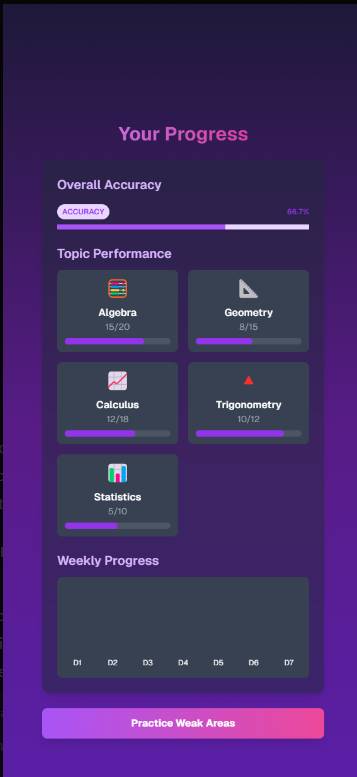 Your Progress
Overall Accuracy
ACCURACY 66.7%
Topic Performance
Algebra
15/20
Geometry
8/15
Calculus
12/18
Trigonometry
10/12
Statistics
5/10
Weekly Progress
D1 D2 D3 D4 D5 D6 D7
Practice Weak Areas